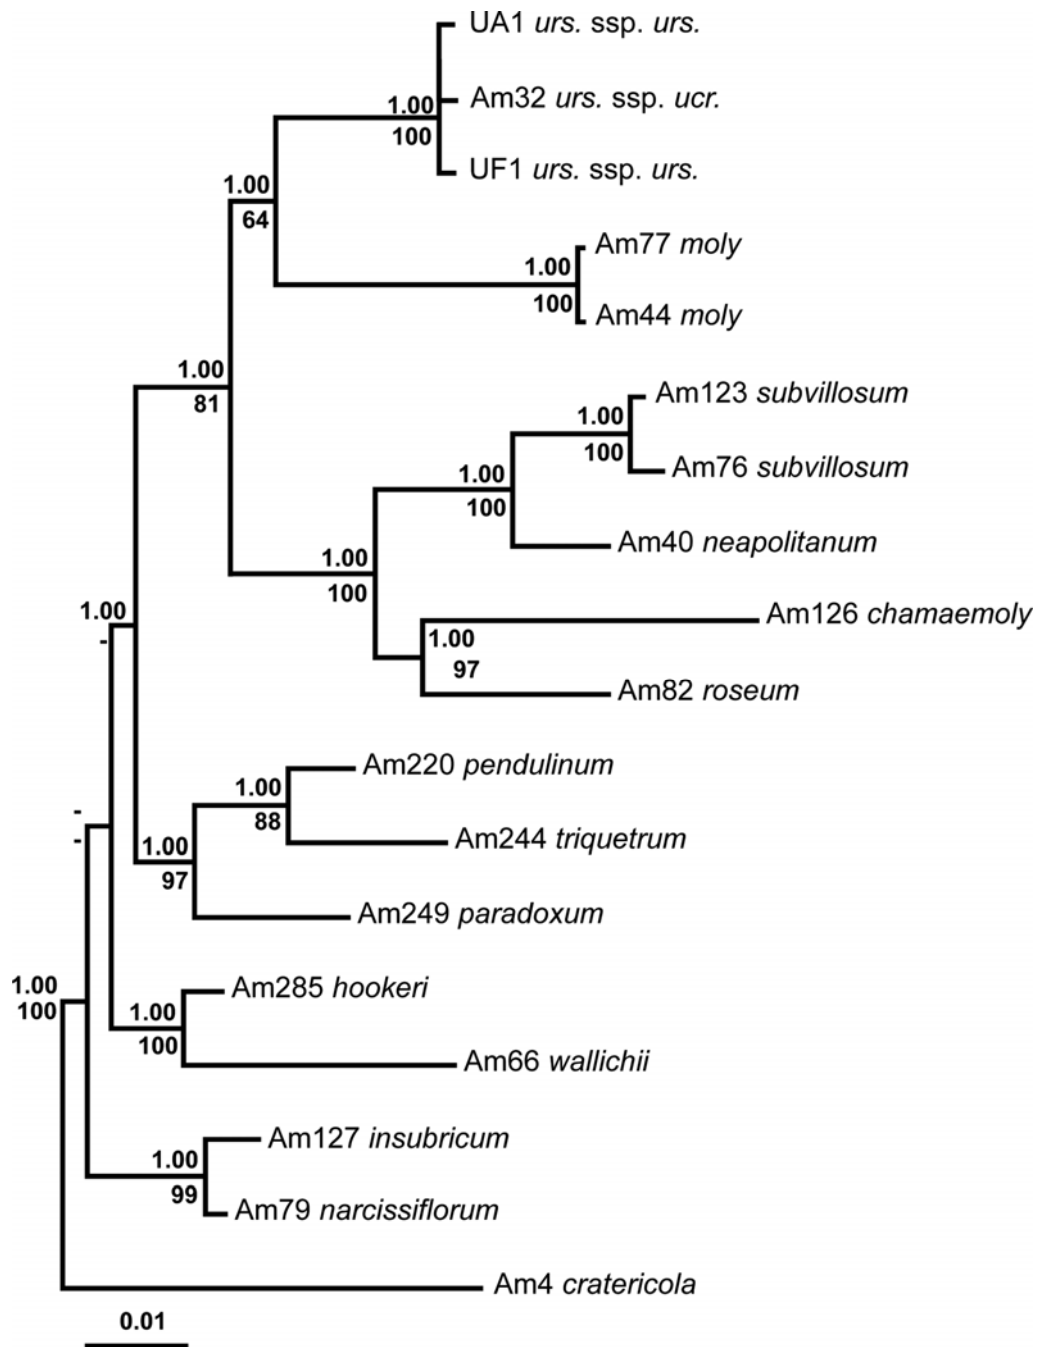 UA1 urs. ssp. urs.
1.00
Am32 urs. ssp. ucr.
100
UF1 urs. ssp. urs.
1.00
64
Am77 moly
1.00
100
Am44 moly
1.00
81
Am123 subvillosum
1.00
100
Am76 subvillosum
1.00
100
Am40 neapolitanum
1.00
100
1.00
-
Am126 chamaemoly
1.00
97
Am82 roseum
Am220 pendulinum
1.00
88
-
-
Am244 triquetrum
1.00
97
Am249 paradoxum
1.00
100
Am285 hookeri
1.00
100
Am66 wallichii
Am127 insubricum
1.00
99
Am79 narcissiflorum
Am4 cratericola
0.01